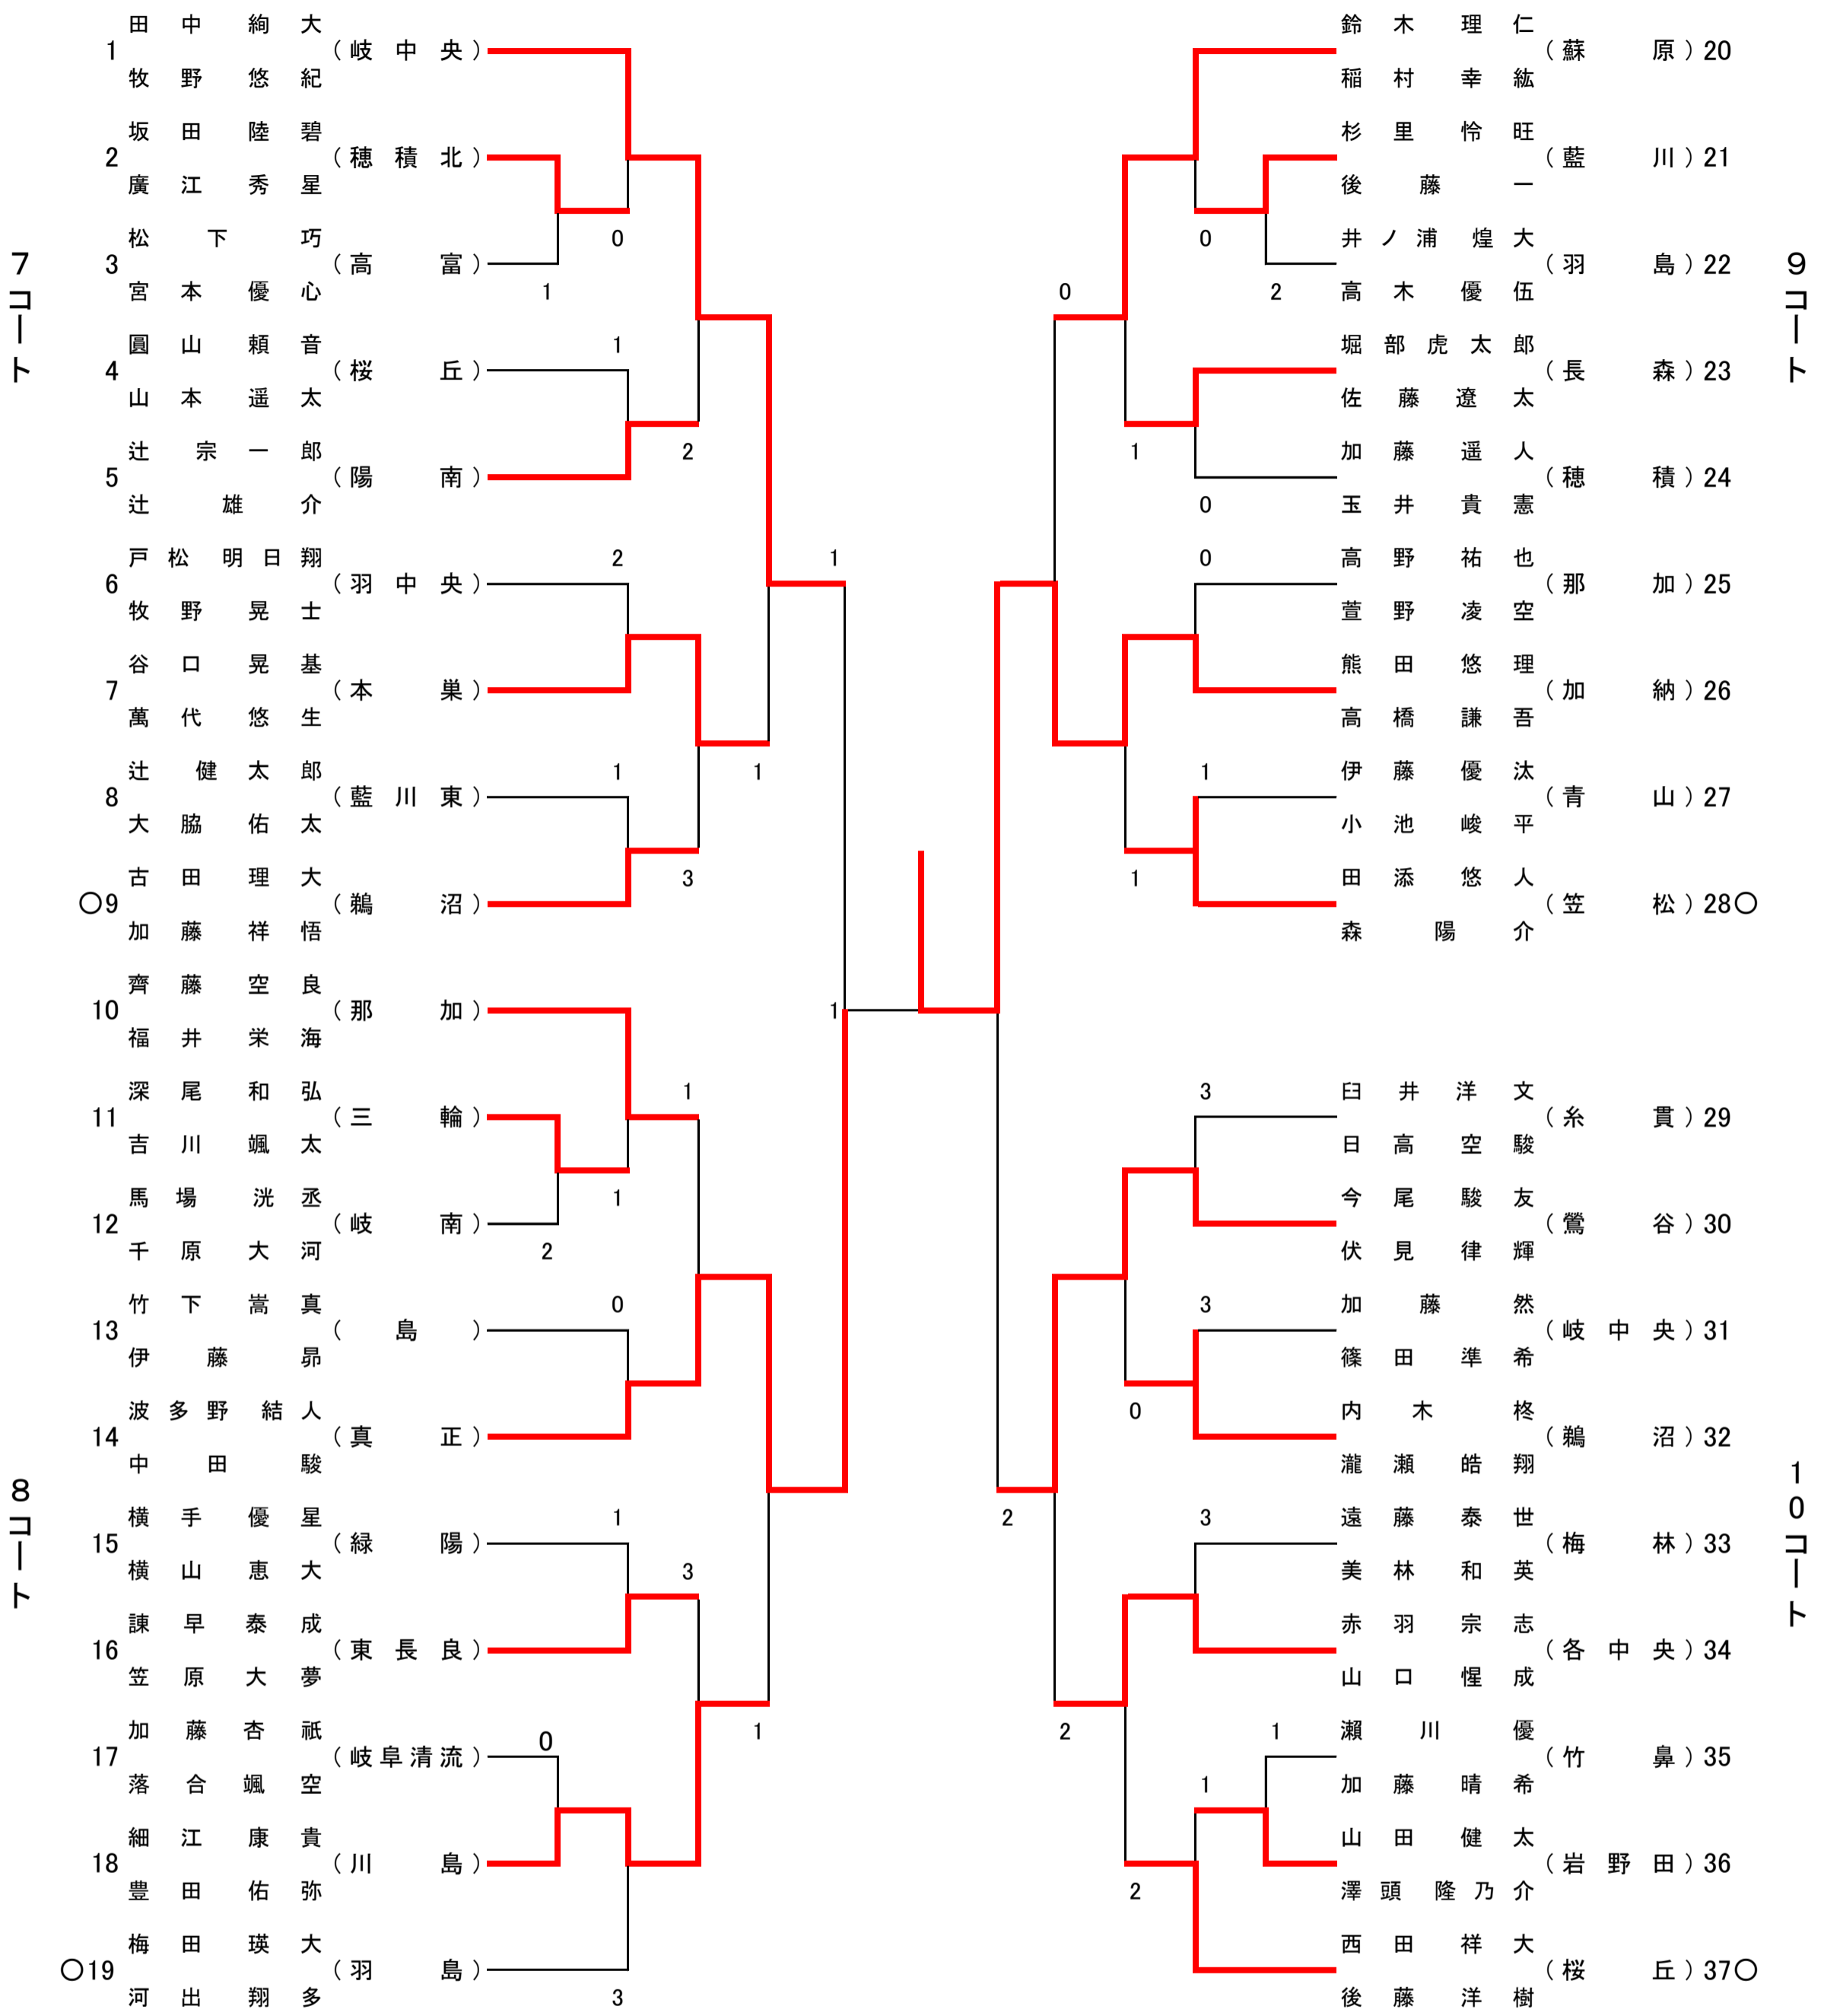 田中絢大
1（岐中央）
牧野悠紀
坂田陸碧
2（穂積北）
廣江秀星
松下巧
3（高富）
宮本優心
圓山頼音
4（桜丘）
山本遥太
辻宗一郎
5（陽南）
辻雄介
戸松明日翔
6（羽中央）
牧野晃士
谷口晃基
7（本巣）
萬代悠生
辻健太郎
8（藍川東）
大脇佑太
古田理大
○9（鵜沼）
加藤祥悟
齊藤空良
10（那加）
福井栄海
深尾和弘
11（三輪）
吉川颯太
馬場洸丞
12（岐南）
千原大河
竹下嵩真
13（島）
伊藤昴
波多野結人
14（真正）
中田駿
横手優星
15（緑陽）
横山恵大
諌早泰成
16（東長良）
笠原大夢
加藤杏祇
17（岐阜清流）
落合颯空
細江康貴
18（川島）
豊田佑弥
梅田瑛大
○19（羽島）
河出翔多
7コート
8コート
0
1
1
2
2
1
1
3
1
1
1
1
2
0
1
3
0
1
3
鈴木理仁
（蘇原）20
稲村幸紘
杉里怜旺
（藍川）21
後藤一
井ノ浦煌大
（羽島）22
高木優伍
堀部虎太郎
（長森）23
佐藤遼太
加藤遥人
（穂積）24
玉井貴憲
高野祐也
（那加）25
萱野凌空
熊田悠理
（加納）26
高橋謙吾
伊藤優汰
（青山）27
小池峻平
田添悠人
（笠松）28○
森陽介
臼井洋文
（糸貫）29
日高空駿
今尾駿友
（鶯谷）30
伏見律輝
加藤然
（岐中央）31
篠田準希
内木柊
（鵜沼）32
瀧瀬皓翔
遠藤泰世
（梅林）33
美林和英
赤羽宗志
（各中央）34
山口惺成
瀬川優
（竹鼻）35
加藤晴希
山田健太
（岩野田）36
澤頭隆乃介
西田祥大
（桜丘）37○
後藤洋樹
9コート
10コート
0
0
2
1
0
0
1
1
3
3
0
2
3
2
1
1
2